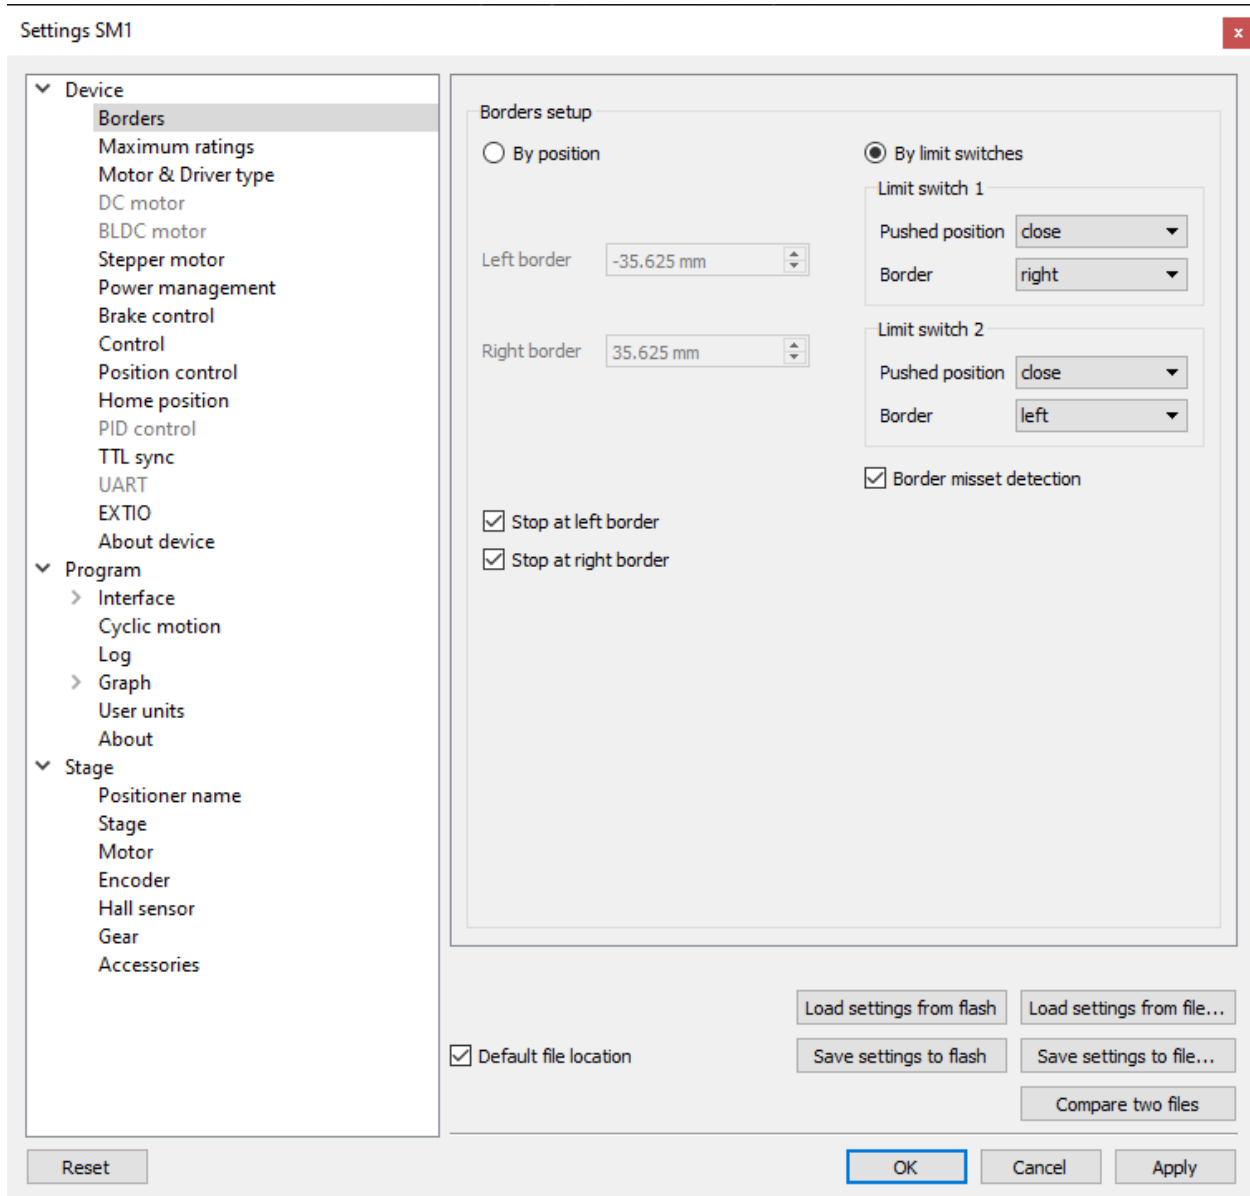 Settings SM1
x
Device
Borders
Maximum ratings
Motor & Driver type
DC motor
BLDC motor
Stepper motor
Power management
Brake control
Control
Position control
Home position
PID control
TTL sync
UART
EXTIO
About device
Program
Interface
Cyclic motion
Log
Graph
User units
About
Stage
Positioner name
Stage
Motor
Encoder
Hall sensor
Gear
Accessories
Borders setup
By position
Left border -35.625 mm
Right border 35.625 mm
By limit switches
Limit switch 1
Pushed position close
Border right
Limit switch 2
Pushed position close
Border left
Border misset detection
Stop at left border
Stop at right border
Load settings from flash Load settings from file...
Default file location Save settings to flash Save settings to file...
Compare two files
Reset OK Cancel Apply